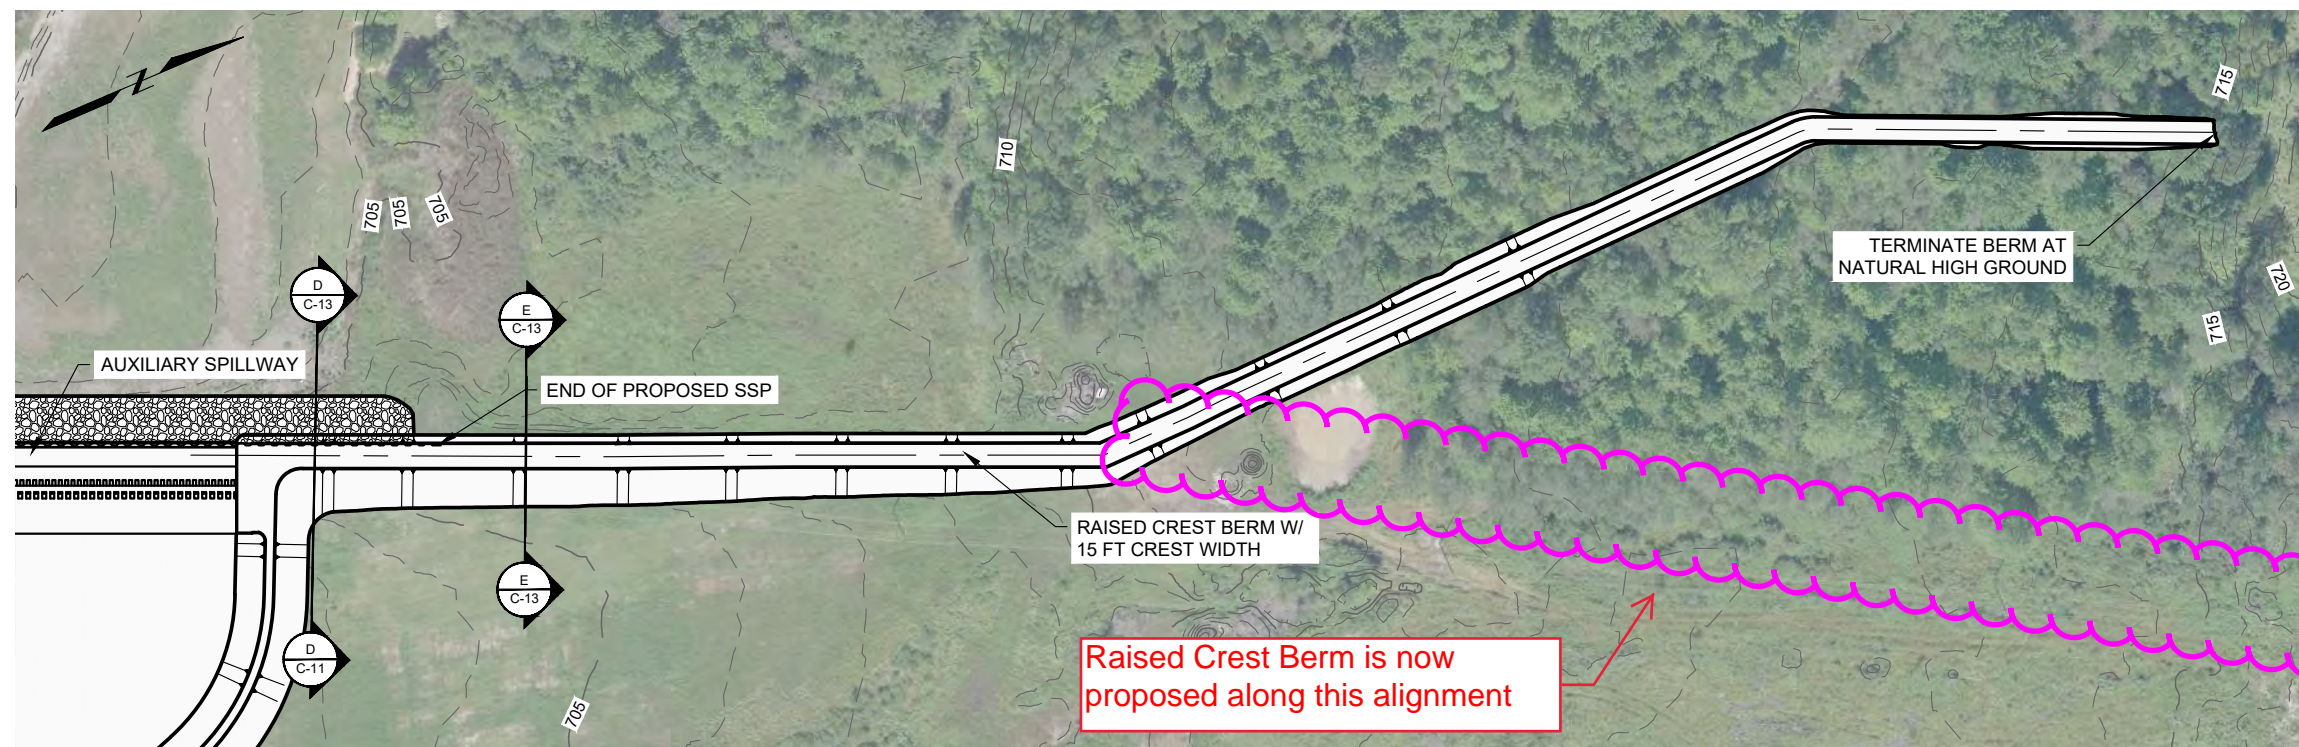 Z
715
710
705
705
705
TERMINATE BERM AT
NATURAL HIGH GROUND
720
715
D
C-13
E
C-13
AUXILIARY SPILLWAY
END OF PROPOSED SSP
RAISED CREST BERM W/
15 FT CREST WIDTH
E
C-13
D
C-11
705
Raised Crest Berm is now
proposed along this alignment